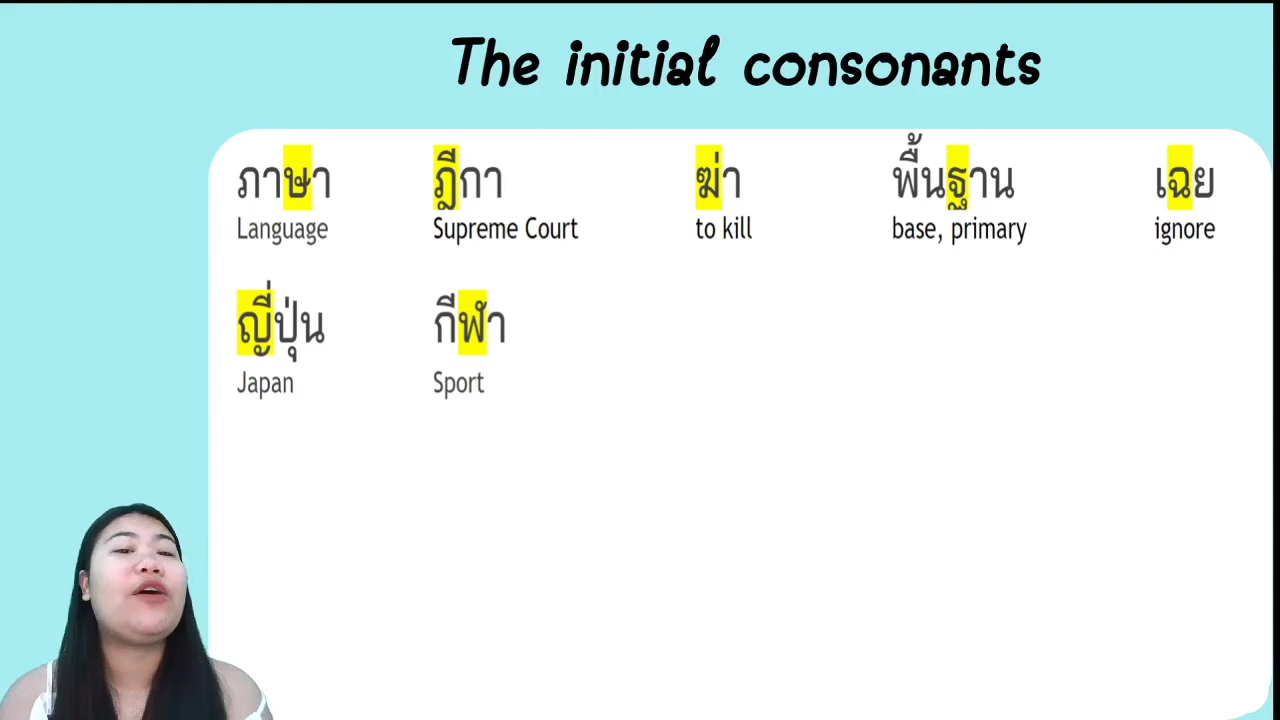 The initial consonants
ภาษา ฎีกา ฆ่า พื้นฐาน เฉย
Language Supreme Court to kill base, primary ignore
ญี่ปุ่น กีฬา
Japan Sport